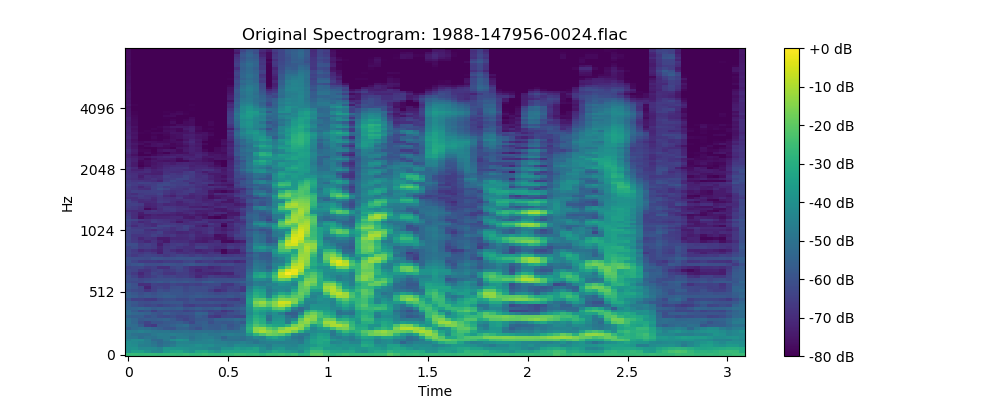 Original Spectrogram: 1988-147956-0024.flac
Hz
4096
2048
1024
512
0
0
0.5
1
1.5
2
2.5
3
Time
+0 dB
-10 dB
-20 dB
-30 dB
-40 dB
-50 dB
-60 dB
-70 dB
-80 dB